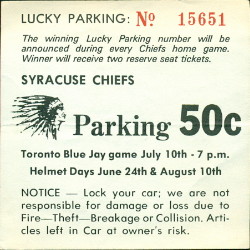 LUCKY PARKING: No 15651
The winning Lucky Parking number will be
announced during every Chiefs home game.
Winner will receive two reserve seat tickets.
SYRACUSE CHIEFS
Parking 50c
Toronto Blue Jay game July 10th - 7 p.m.
Helmet Days June 24th & August 10th
NOTICE — Lock your car; we are not
responsible for damage or loss due to
Fire—Theft—Breakage or Collision. Arti-
cles left in Car at owner's risk.